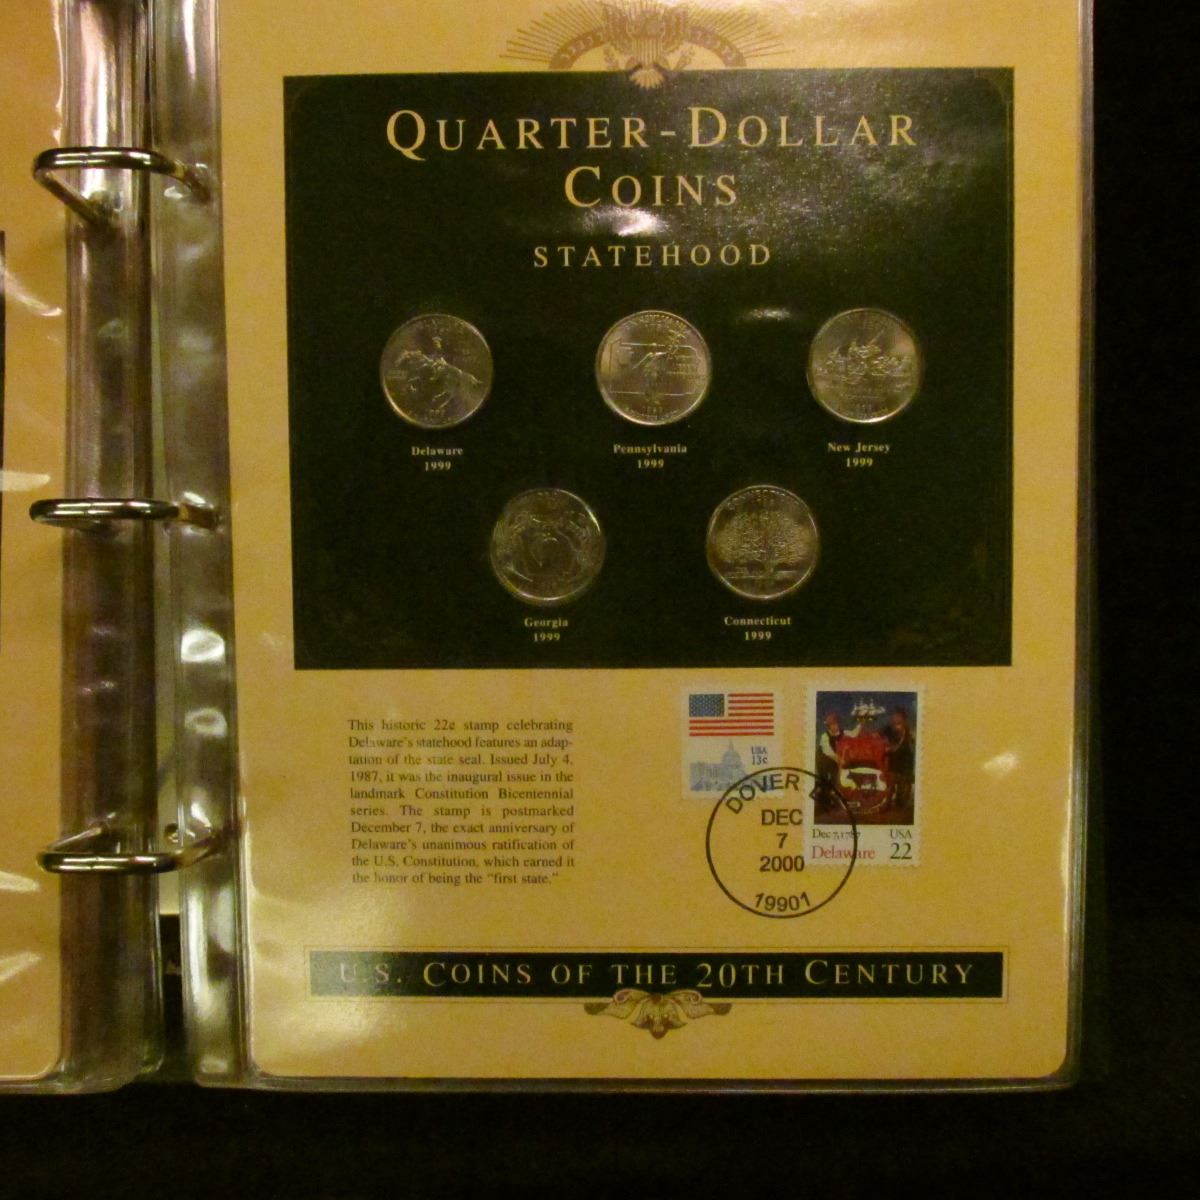 QUARTER-DOLLAR
COINS
STATEHOOD
Delaware
1999
Pennsylvania
1999
New Jersey
1999
Georgia
1999
Connecticut
1999
This historic 22¢ stamp celebrating
Delaware's statehood features an adap-
tation of the state seal. Issued July 4,
1987, it was the inaugural issue in the
landmark Constitution Bicentennial
series. The stamp is postmarked
December 7, the exact anniversary of
Delaware's unanimous ratification of
the U.S. Constitution, which earned it
the honor of being the "first state."
USA
13c
DOVER
DEC
7
2000
19901
Dec 7, 1787 USA
Delaware 22
U.S. COINS OF THE 20TH CENTURY